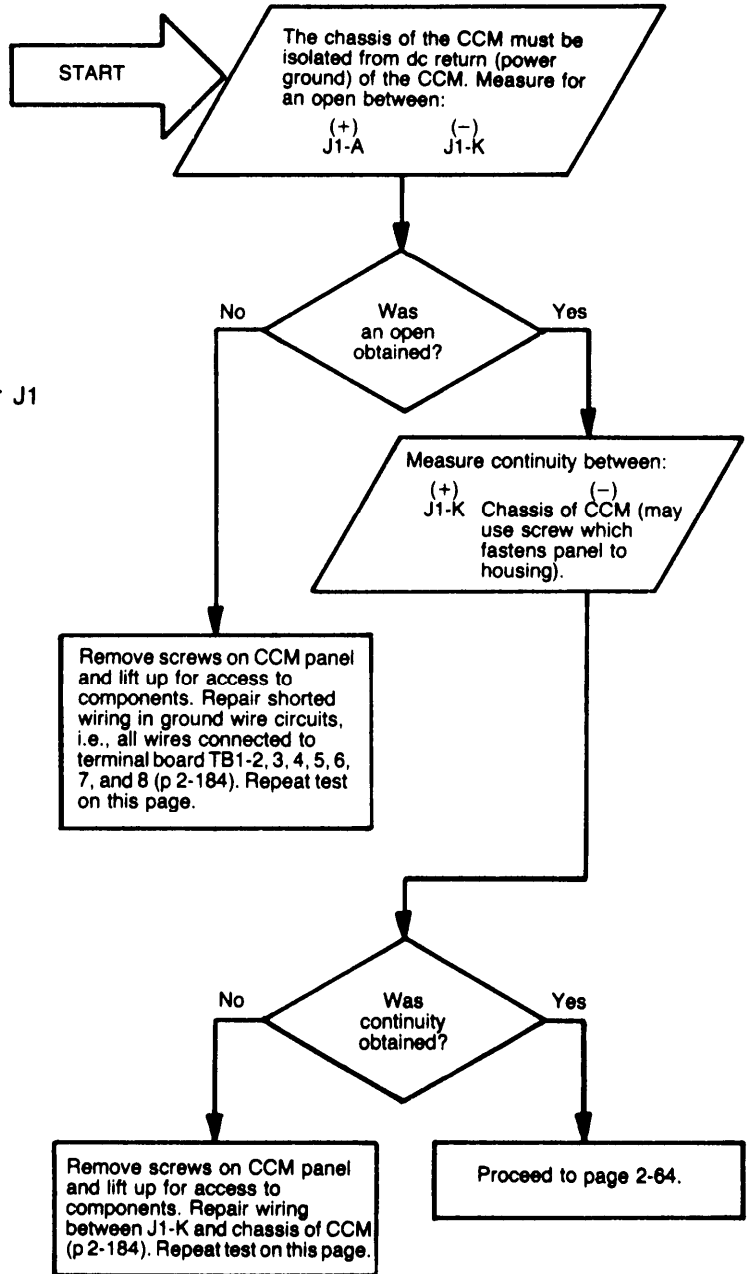 START
The chassis of the CCM must be
isolated from dc return (power
ground) of the CCM. Measure for
an open between:
(+) (−)
J1-A J1-K
No
Was
an open
obtained?
Yes
J1
Measure continuity between:
(+) (−)
J1-K Chassis of CCM (may
use screw which
fastens panel to
housing).
Remove screws on CCM panel
and lift up for access to
components. Repair shorted
wiring in ground wire circuits,
i.e., all wires connected to
terminal board TB1-2, 3, 4, 5, 6,
7, and 8 (p 2-184). Repeat test
on this page.
No
Was
continuity
obtained?
Yes
Remove screws on CCM panel
and lift up for access to
components. Repair wiring
between J1-K and chassis of CCM
(p 2-184). Repeat test on this page.
Proceed to page 2-64.